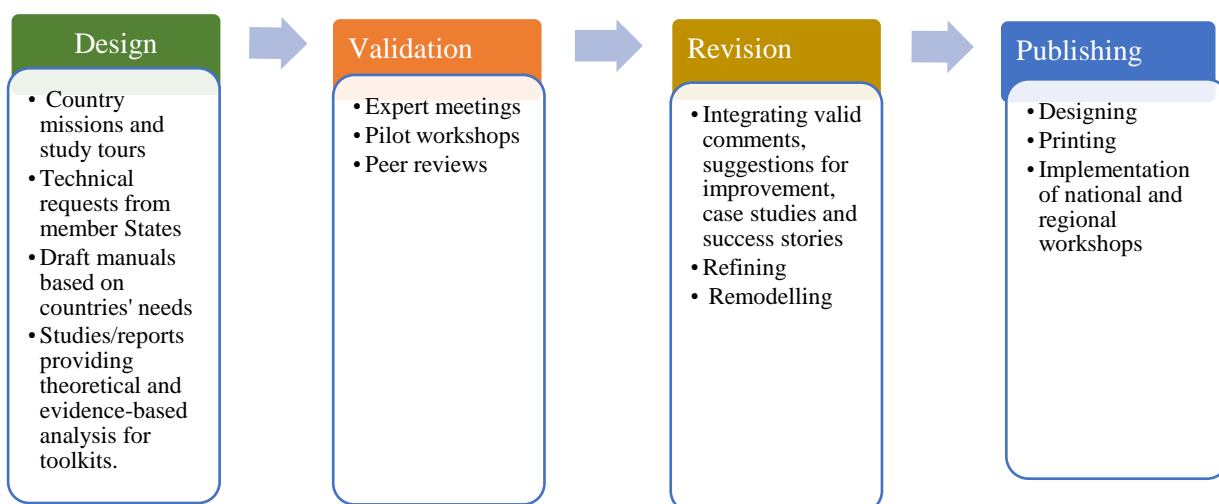 Design
• Country
missions and
study tours
• Technical
requests from
member States
• Draft manuals
based on
countries' needs
• Studies/reports
providing
theoretical and
evidence-based
analysis for
toolkits.
Validation
• Expert meetings
• Pilot workshops
• Peer reviews
Revision
• Integrating valid
comments,
suggestions for
improvement,
case studies and
success stories
• Refining
• Remodelling
Publishing
• Designing
• Printing
• Implementation
of national and
regional
workshops